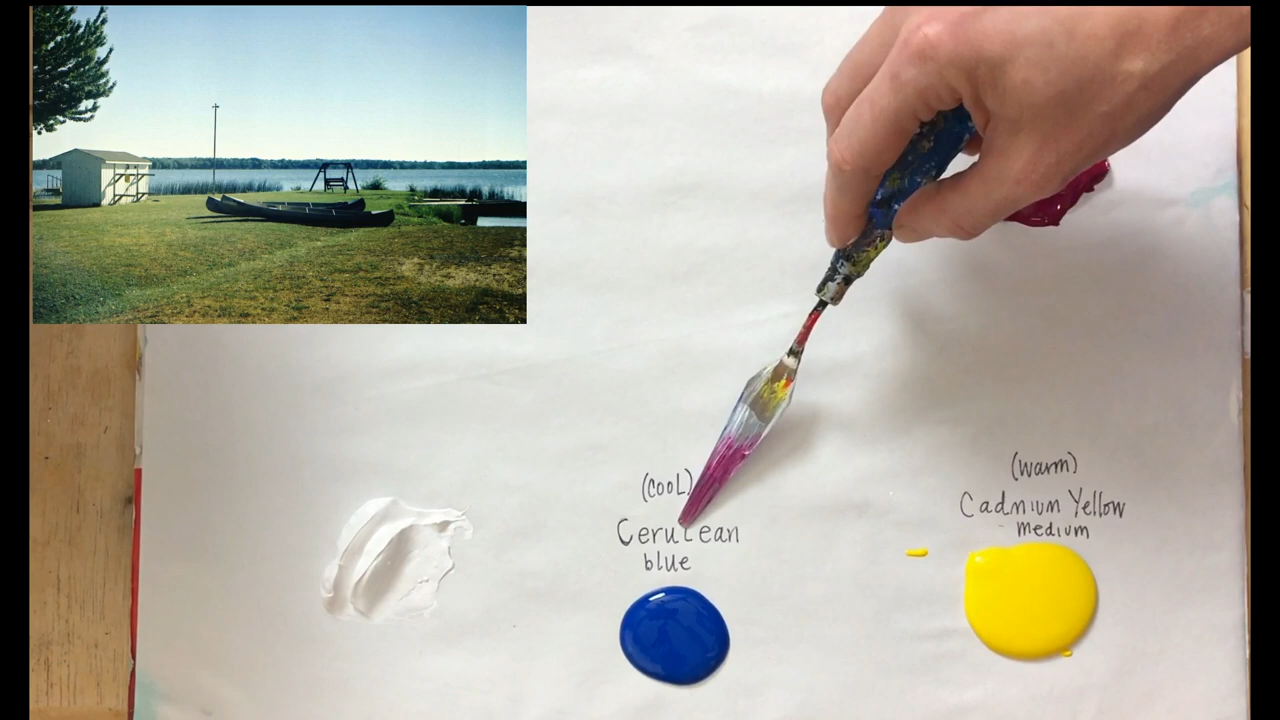 (cooL)
Cerulean
blue
(warm)
Cadmium Yellow
medium